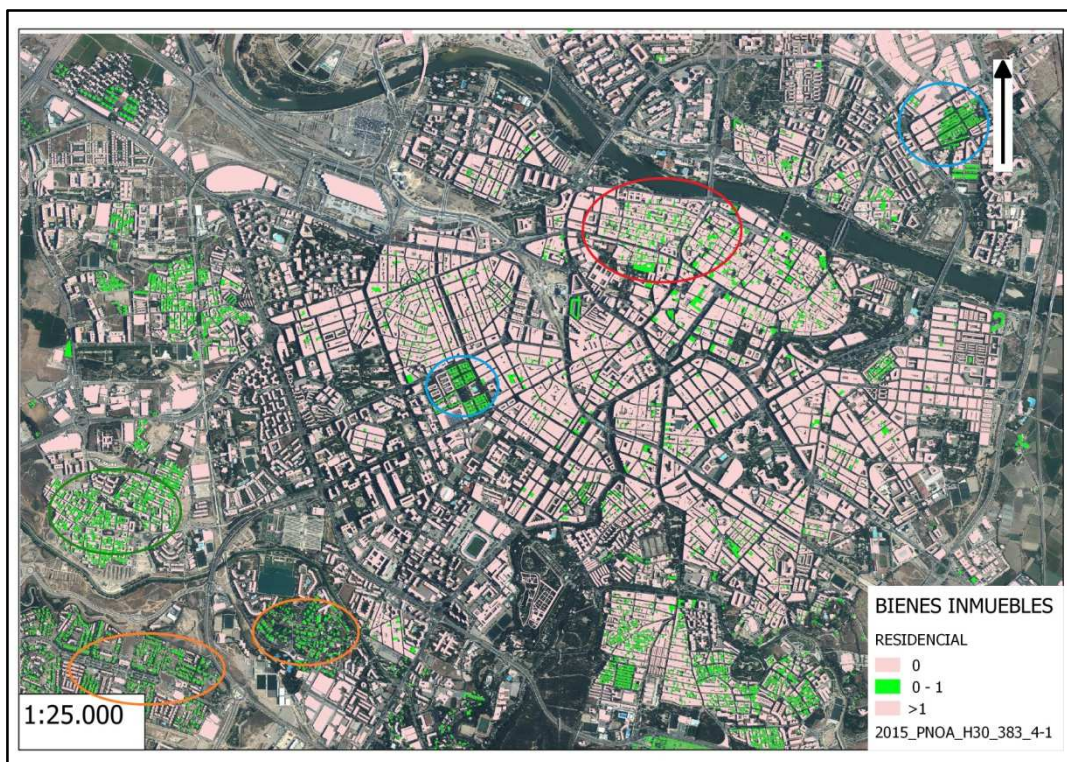 BIENES INMUEBLES
RESIDENCIAL
0
0 - 1
>1
2015_PNOA_H30_383_4-1
1:25.000